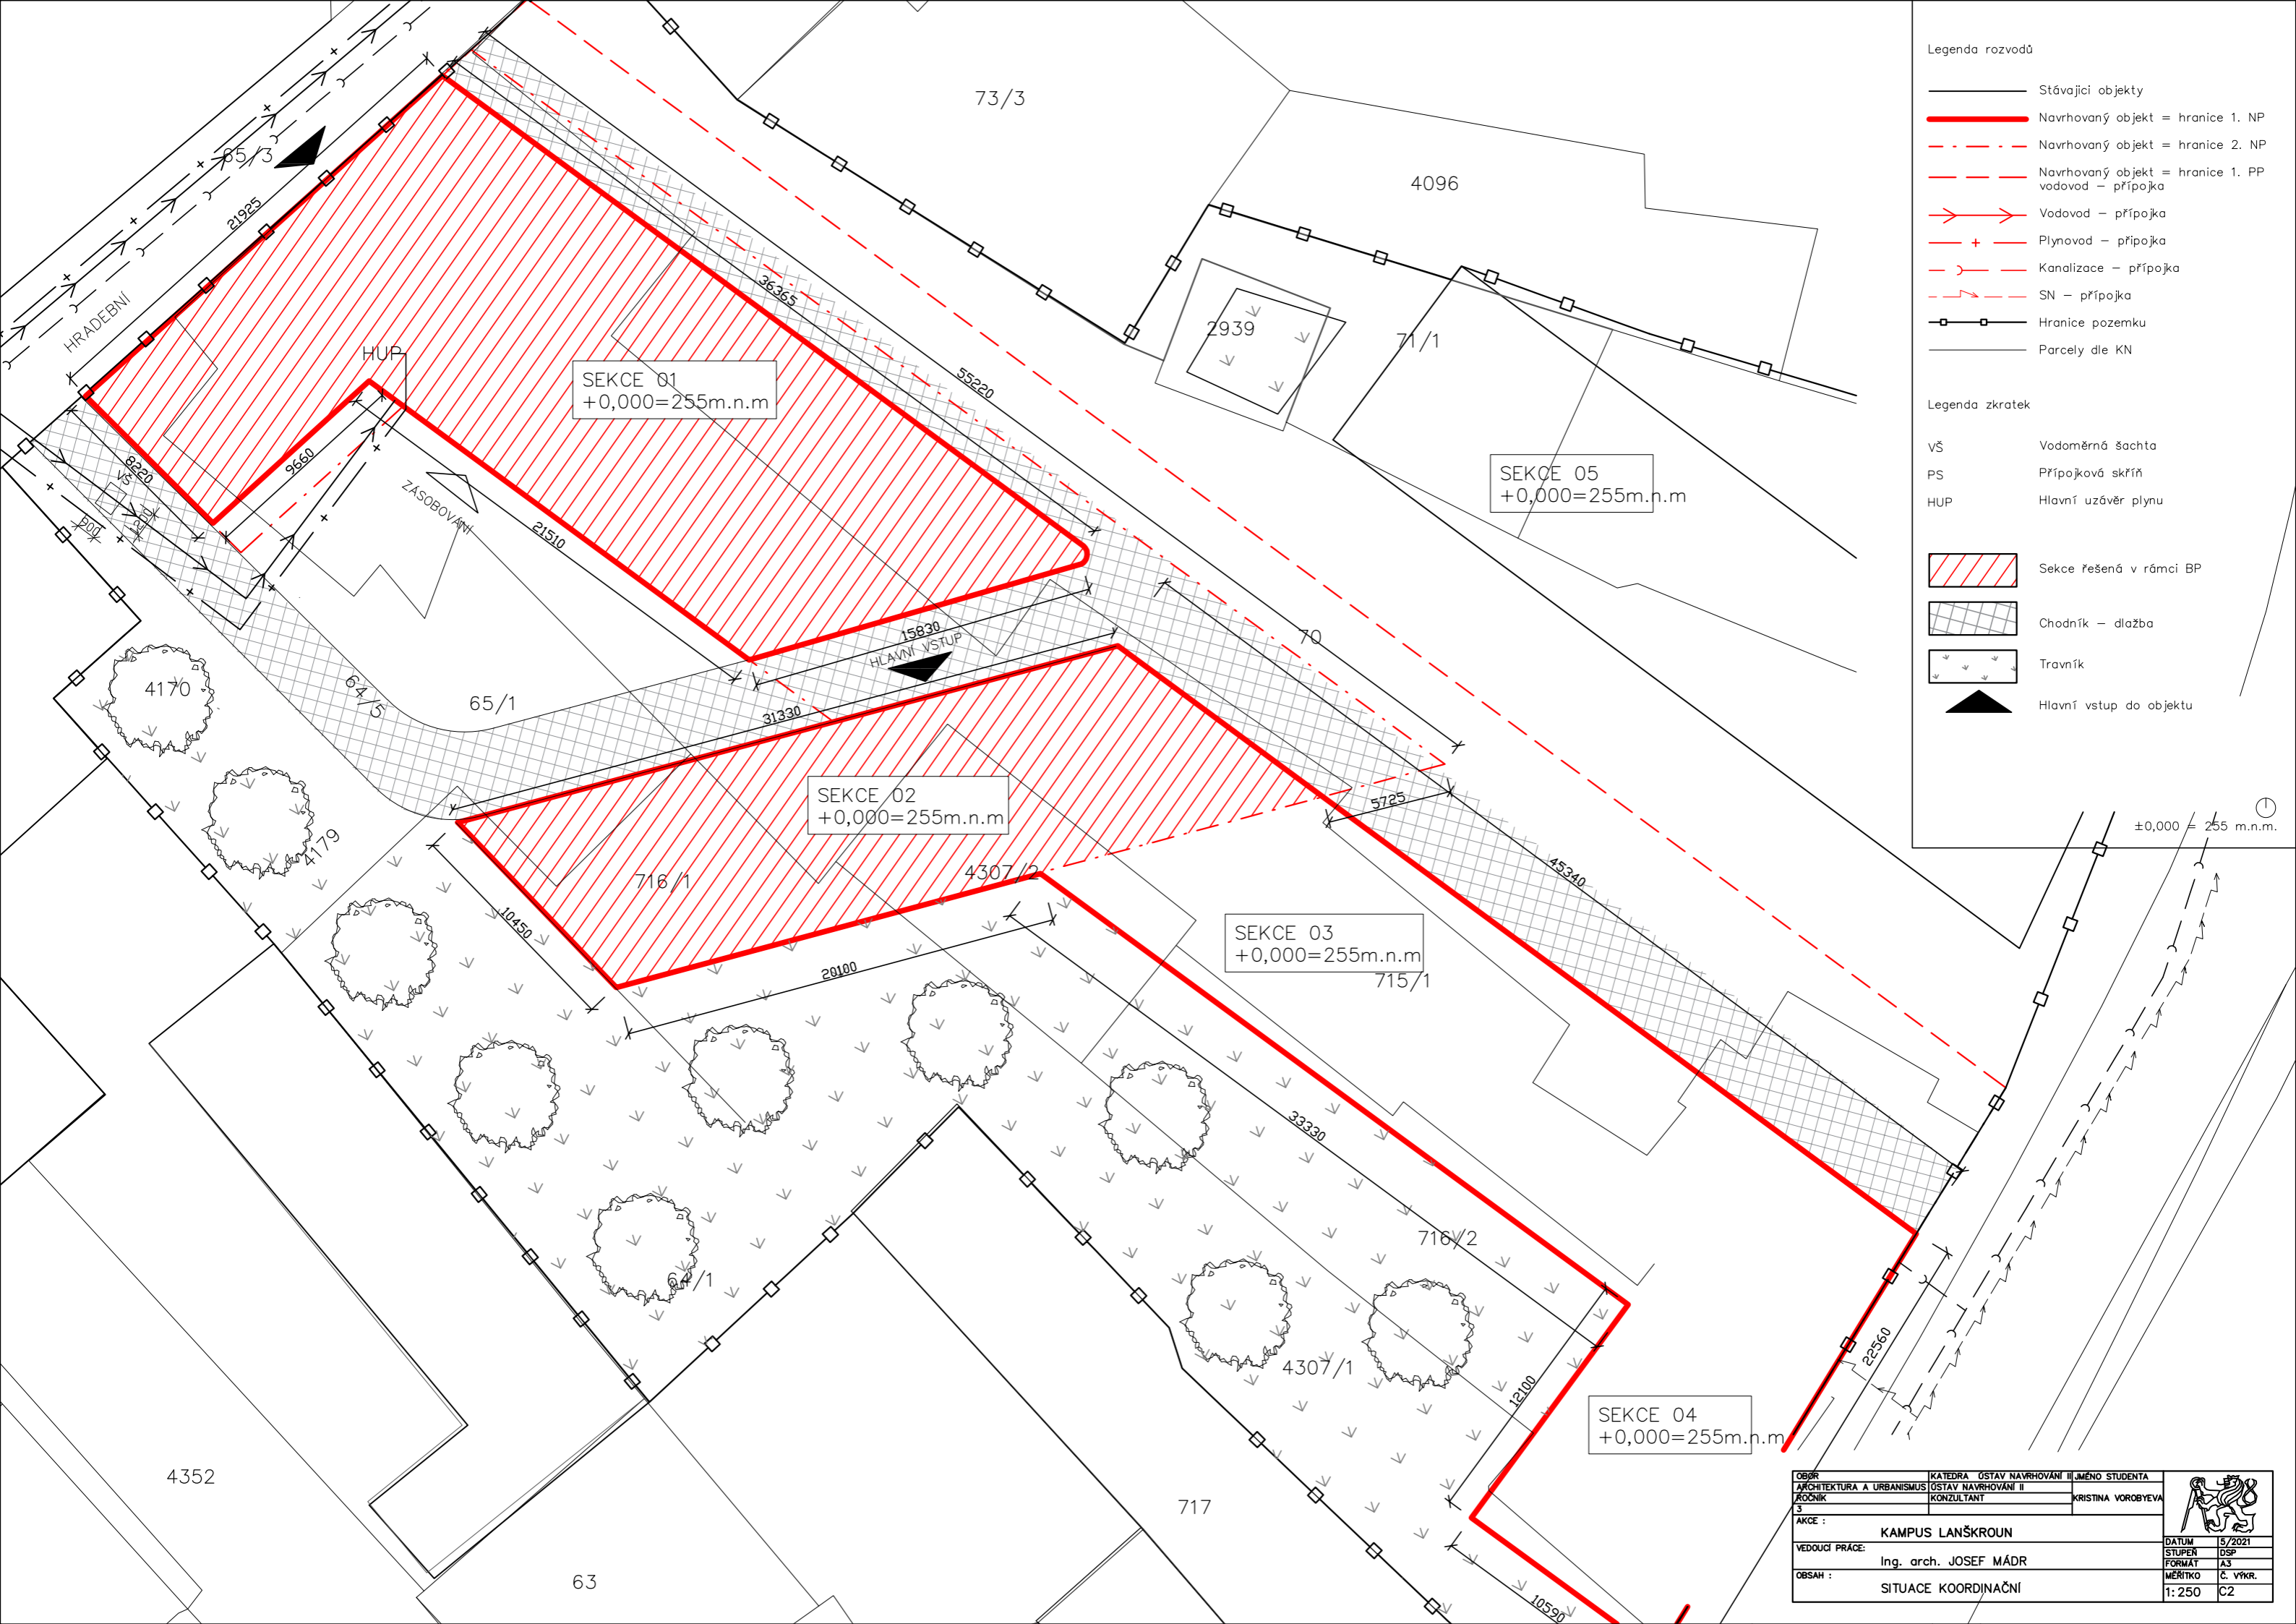 73/3
4096
2939
71/1
65/3
21925
HRADEBNÍ
HUP
SEKCE 01
+0,000=255m.n.m
36365
55220
SEKCE 05
+0,000=255m.n.m
8220
VŠ
900
1200
9660
ZÁSOBOVÁNÍ
21510
15830
HLAVNÍ VSTUP
31330
70
4170
64/5
65/1
4179
SEKCE 02
+0,000=255m.n.m
5725
45340
716/1
4307/2
10450
20100
SEKCE 03
+0,000=255m.n.m
715/1
33330
716/2
64/1
4307/1
12100
22560
SEKCE 04
+0,000=255m.n.m
4352
717
63
10590
Legenda rozvodů
Stávajici objekty
Navrhovaný objekt = hranice 1. NP
Navrhovaný objekt = hranice 2. NP
Navrhovaný objekt = hranice 1. PP
vodovod – přípojka
Vodovod – přípojka
Plynovod – připojka
Kanalizace – přípojka
SN – přípojka
Hranice pozemku
Parcely dle KN
Legenda zkratek
VŠ Vodoměrná šachta
PS Přípojková skříň
HUP Hlavní uzávěr plynu
Sekce řešená v rámci BP
Chodník – dlažba
Travník
Hlavní vstup do objektu
±0,000 = 255 m.n.m.
OBOR KATEDRA ÚSTAV NAVRHOVÁNÍ II JMÉNO STUDENTA
ARCHITEKTURA A URBANISMUS ÚSTAV NAVRHOVÁNÍ II
ROČNÍK KONZULTANT KRISTINA VOROBYEVA
3
AKCE :
KAMPUS LANŠKROUN
VEDOUCÍ PRÁCE:
Ing. arch. JOSEF MÁDR
OBSAH :
SITUACE KOORDINAČNÍ
DATUM 5/2021
STUPEŇ DSP
FORMÁT A3
MĚŘÍTKO Č. VÝKR.
1:250 C2